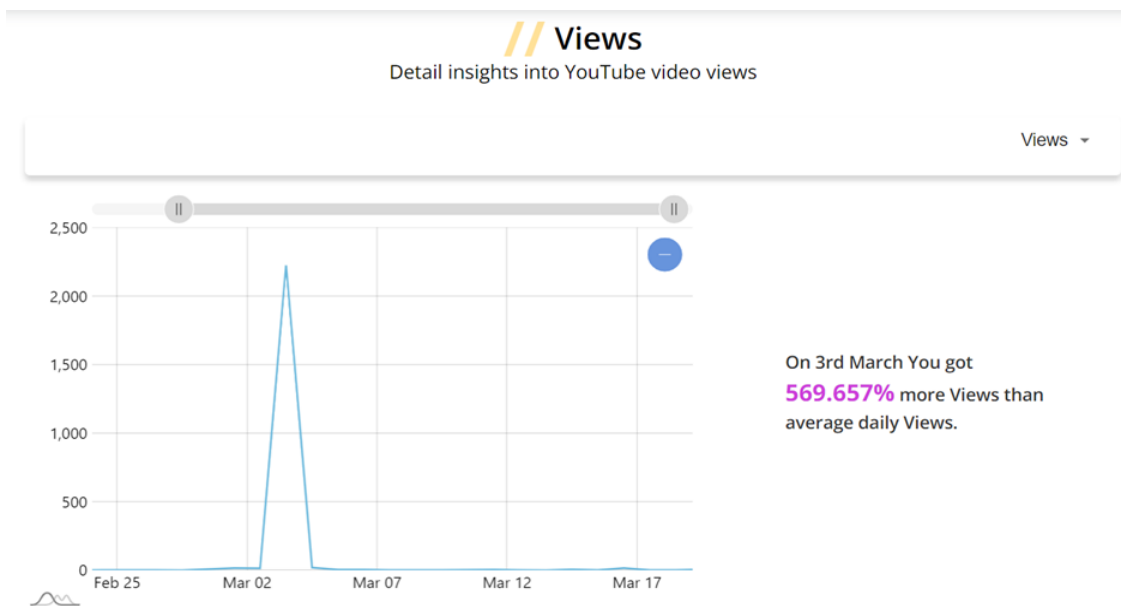 // Views
Detail insights into YouTube video views
Views
2,500
2,000
1,500
1,000
500
0
Feb 25 Mar 02 Mar 07 Mar 12 Mar 17
On 3rd March You got
569.657% more Views than
average daily Views.